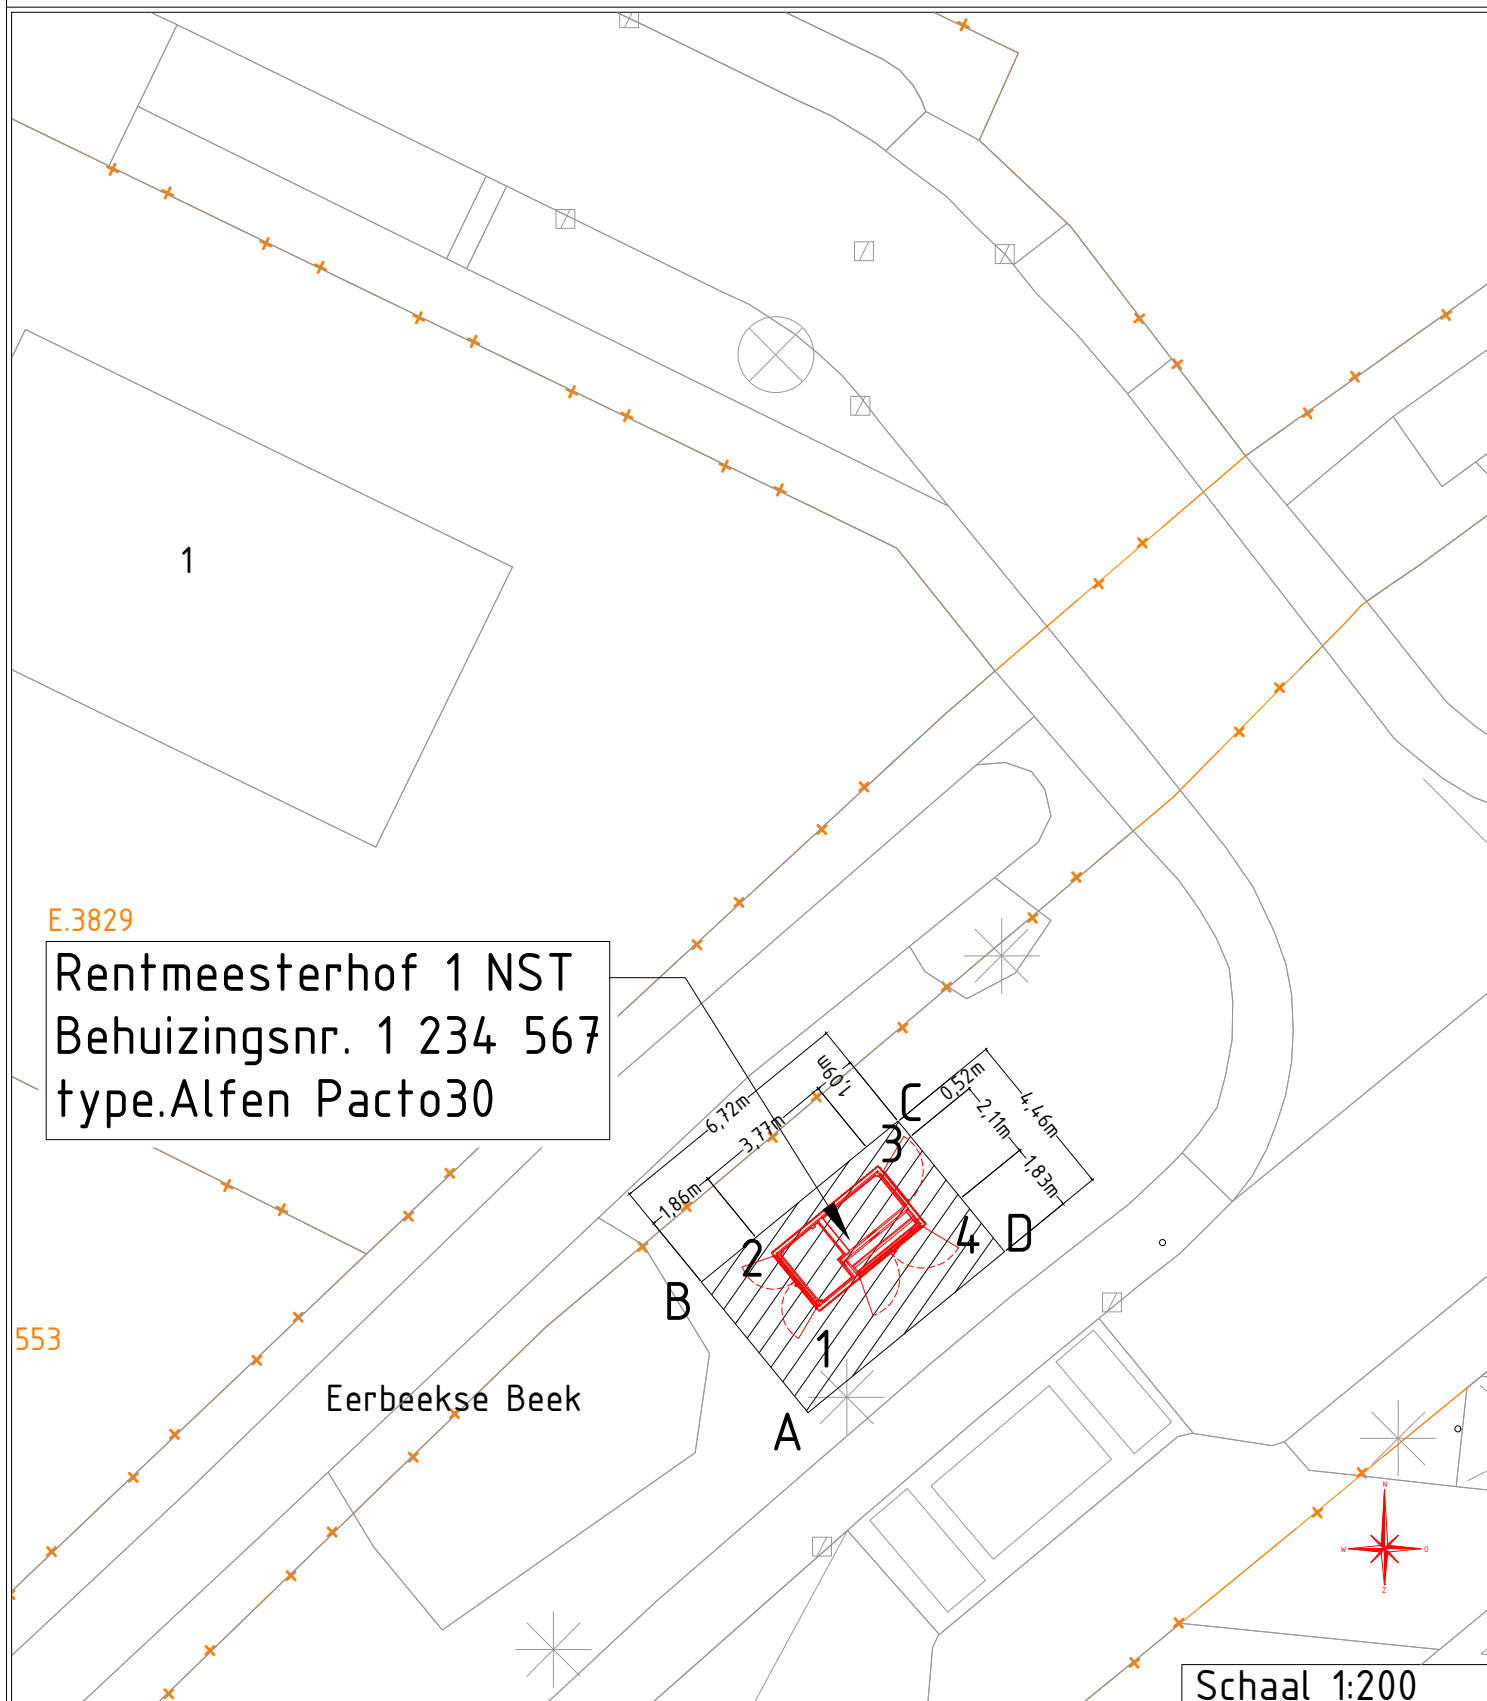 1
E.3829
Rentmeesterhof 1 NST
Behuizingsnr. 1 234 567
type.Alfen Pacto30
1,09m
6,72m
3,77m
1,86m
C
0,52m
4,46m
2,11m
1,83m
3
4
D
2
B
1
A
553
Eerbeekse Beek
N
W
O
Z
Schaal 1:200